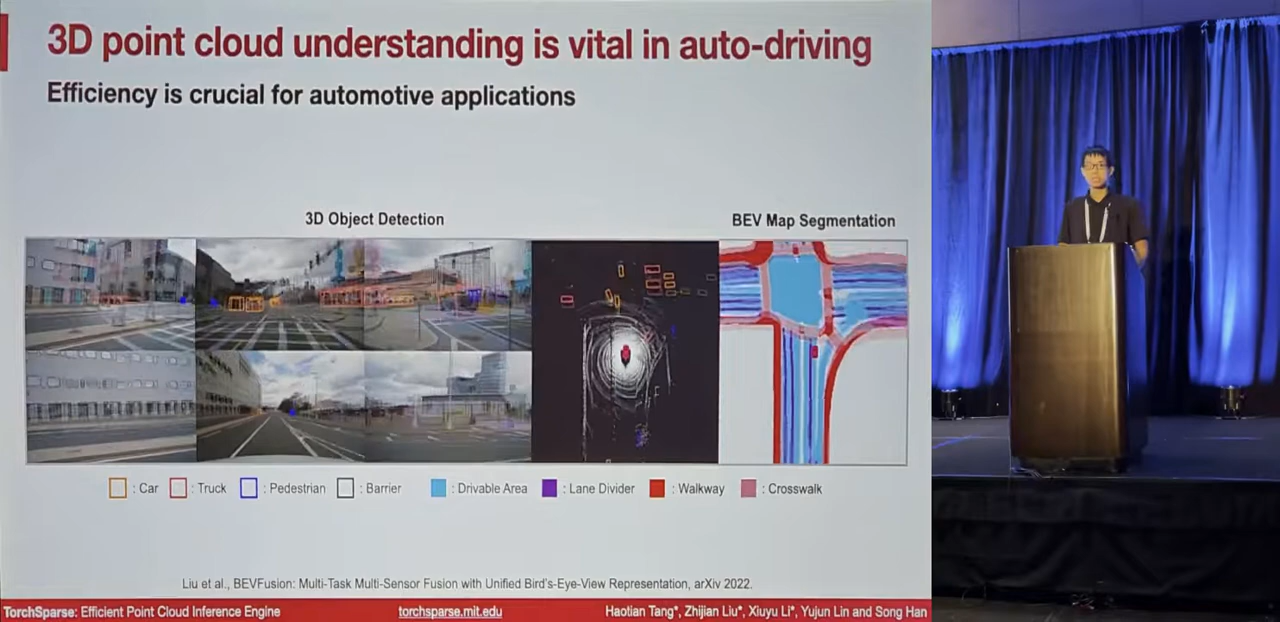 3D point cloud understanding is vital in auto-driving
Efficiency is crucial for automotive applications
3D Object Detection
BEV Map Segmentation
: Car : Truck : Pedestrian : Barrier : Drivable Area : Lane Divider : Walkway : Crosswalk
Liu et al., BEVFusion: Multi-Task Multi-Sensor Fusion with Unified Bird's-Eye-View Representation, arXiv 2022.
TorchSparse: Efficient Point Cloud Inference Engine torchsparse.mit.edu Haotian Tang*, Zhijian Liu*, Xiuyu Li*, Yujun Lin and Song Han